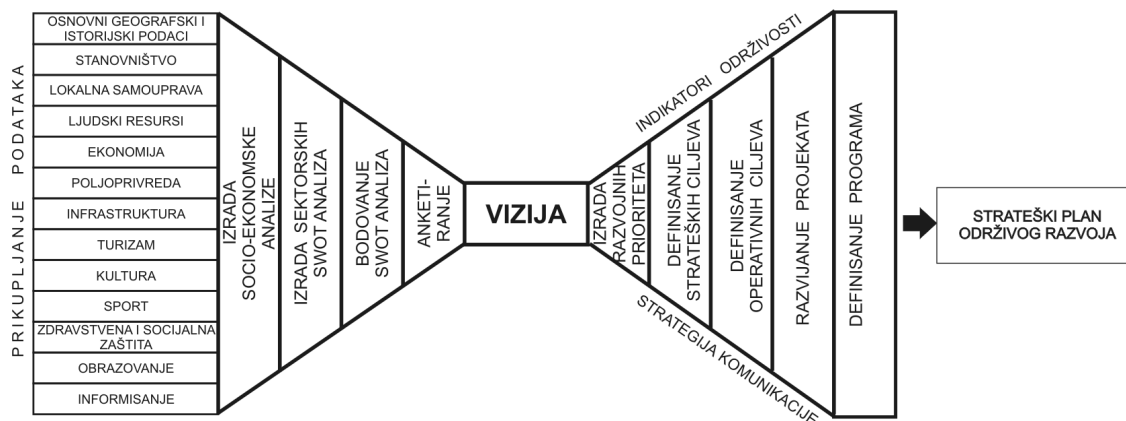 PRIKUPLJANJE PODATAKA
OSNOVNI GEOGRAFSKI I
ISTORIJSKI PODACI
STANOVNIŠTVO
LOKALNA SAMOUPRAVA
LJUDSKI RESURSI
EKONOMIJA
POLJOPRIVREDA
INFRASTRUKTURA
TURIZAM
KULTURA
SPORT
ZDRAVSTVENA I SOCIJALNA
ZAŠTITA
OBRAZOVANJE
INFORMISANJE
IZRADA
SOCIO-EKONOMSKE
ANALIZE
IZRADA SEKTORSKIH
SWOT ANALIZA
BODOVANJE
SWOT ANALIZA
ANKETI-
RANJE
VIZIJA
INDIKATORI ODRŽIVOSTI
IZRADA
RAZVOJNIH
PRIORITETA
DEFINISANJE
STRATEŠKIH CILJEVA
DEFINISANJE
OPERATIVNIH CILJEVA
RAZVIJANJE PROJEKATA
DEFINISANJE PROGRAMA
STRATEGIJA KOMUNIKACIJE
STRATEŠKI PLAN
ODRŽIVOG RAZVOJA